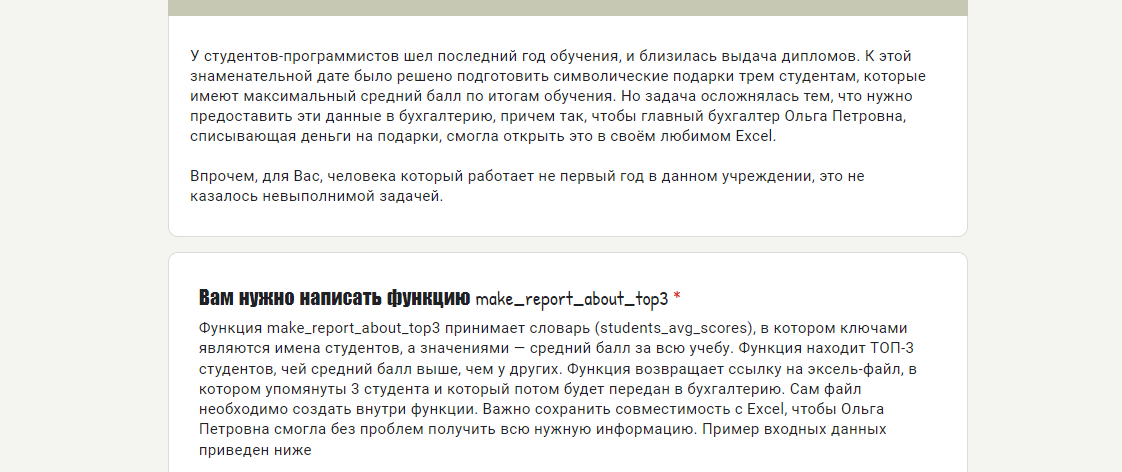 У студентов-программистов шел последний год обучения, и близилась выдача дипломов. К этой
знаменательной дате было решено подготовить символические подарки трем студентам, которые
имеют максимальный средний балл по итогам обучения. Но задача осложнялась тем, что нужно
предоставить эти данные в бухгалтерию, причем так, чтобы главный бухгалтер Ольга Петровна,
списывающая деньги на подарки, смогла открыть это в своём любимом Excel.
Впрочем, для Вас, человека который работает не первый год в данном учреждении, это не
казалось невыполнимой задачей.
Вам нужно написать функцию make_report_about_top3 *
Функция make_report_about_top3 принимает словарь (students_avg_scores), в котором ключами
являются имена студентов, а значениями — средний балл за всю учебу. Функция находит ТОП-3
студентов, чей средний балл выше, чем у других. Функция возвращает ссылку на эксель-файл, в
котором упомянуты 3 студента и который потом будет передан в бухгалтерию. Сам файл
необходимо создать внутри функции. Важно сохранить совместимость с Excel, чтобы Ольга
Петровна смогла без проблем получить всю нужную информацию. Пример входных данных
приведен ниже